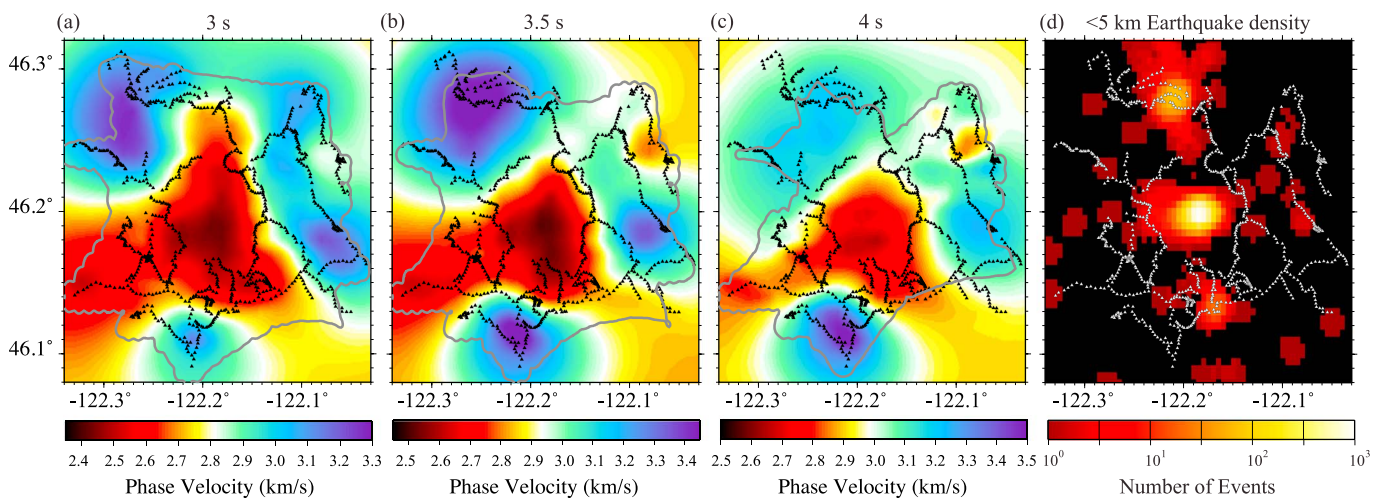 (a) 3 s
(b) 3.5 s
(c) 4 s
(d) <5 km Earthquake density
46.3°
46.2°
46.1°
-122.3° -122.2° -122.1°
-122.3° -122.2° -122.1°
-122.3° -122.2° -122.1°
-122.3° -122.2° -122.1°
2.4 2.5 2.6 2.7 2.8 2.9 3.0 3.1 3.2 3.3
2.5 2.6 2.7 2.8 2.9 3.0 3.1 3.2 3.3 3.4
2.5 2.6 2.7 2.8 2.9 3.0 3.1 3.2 3.3 3.4 3.5
10⁰ 10¹ 10² 10³
Phase Velocity (km/s)
Phase Velocity (km/s)
Phase Velocity (km/s)
Number of Events